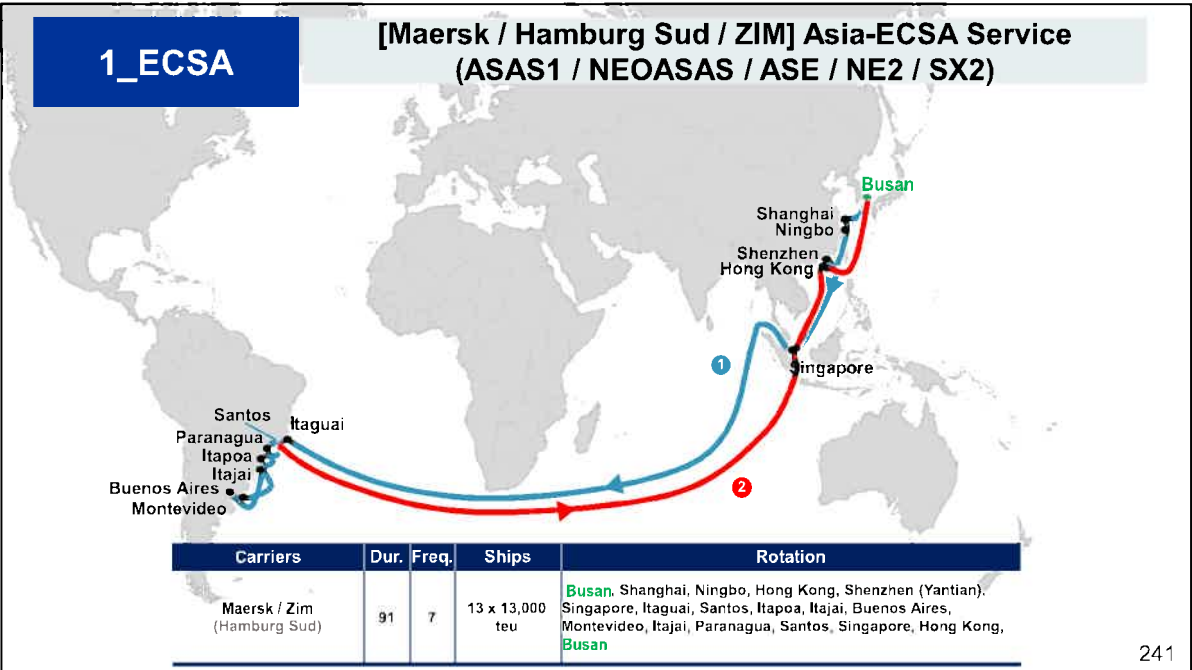 1_ECSA
[Maersk / Hamburg Sud / ZIM] Asia-ECSA Service
(ASAS1 / NEOASAS / ASE / NE2 / SX2)
Busan
Shanghai
Ningbo
Shenzhen
Hong Kong
1
Singapore
Santos
Itaguai
Paranagua
Itapoa
Itajai
Buenos Aires
Montevideo
2
Carriers Dur. Freq. Ships Rotation
Maersk / Zim
(Hamburg Sud)
91
7
13 x 13,000
teu
Busan, Shanghai, Ningbo, Hong Kong, Shenzhen (Yantian),
Singapore, Itaguai, Santos, Itapoa, Itajai, Buenos Aires,
Montevideo, Itajai, Paranagua, Santos, Singapore, Hong Kong,
Busan
241